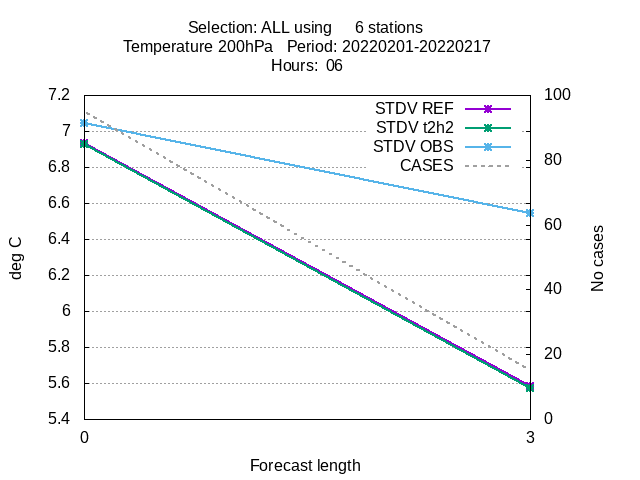 Selection: ALL using     6 stations
Temperature 200hPa   Period: 20220201-20220217
Hours:  06
7.2
7
6.8
6.6
6.4
6.2
6
5.8
5.6
5.4
deg C
STDV REF
STDV t2h2
STDV OBS
CASES
100
80
60
40
20
0
No cases
0
3
Forecast length